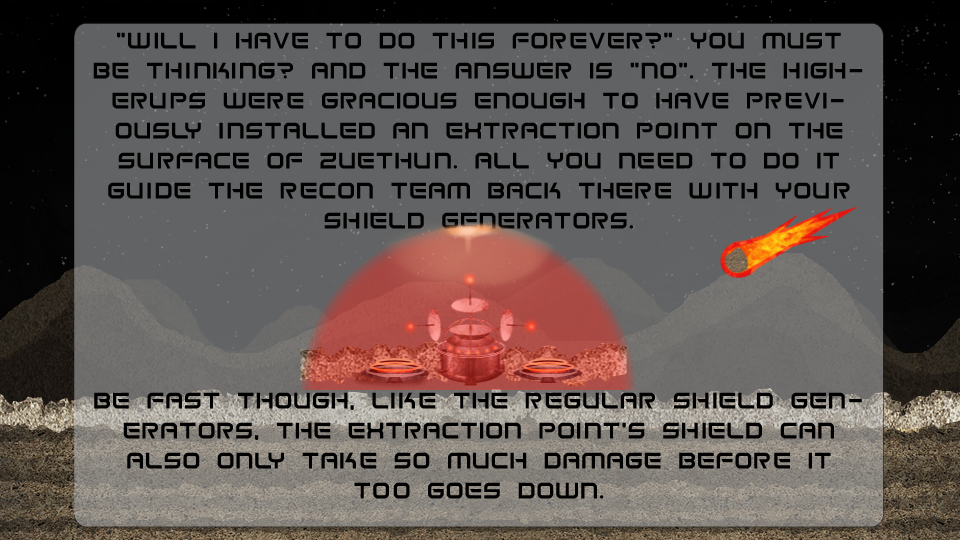 "WILL I HAVE TO DO THIS FOREVER?" YOU MUST
BE THINKING? AND THE ANSWER IS "NO". THE HIGH-
ERUPS WERE GRACIOUS ENOUGH TO HAVE PREVI-
OUSLY INSTALLED AN EXTRACTION POINT ON THE
SURFACE OF ZUETHUN. ALL YOU NEED TO DO IT
GUIDE THE RECON TEAM BACK THERE WITH YOUR
SHIELD GENERATORS.
BE FAST THOUGH, LIKE THE REGULAR SHIELD GEN-
ERATORS, THE EXTRACTION POINT'S SHIELD CAN
ALSO ONLY TAKE SO MUCH DAMAGE BEFORE IT
TOO GOES DOWN.